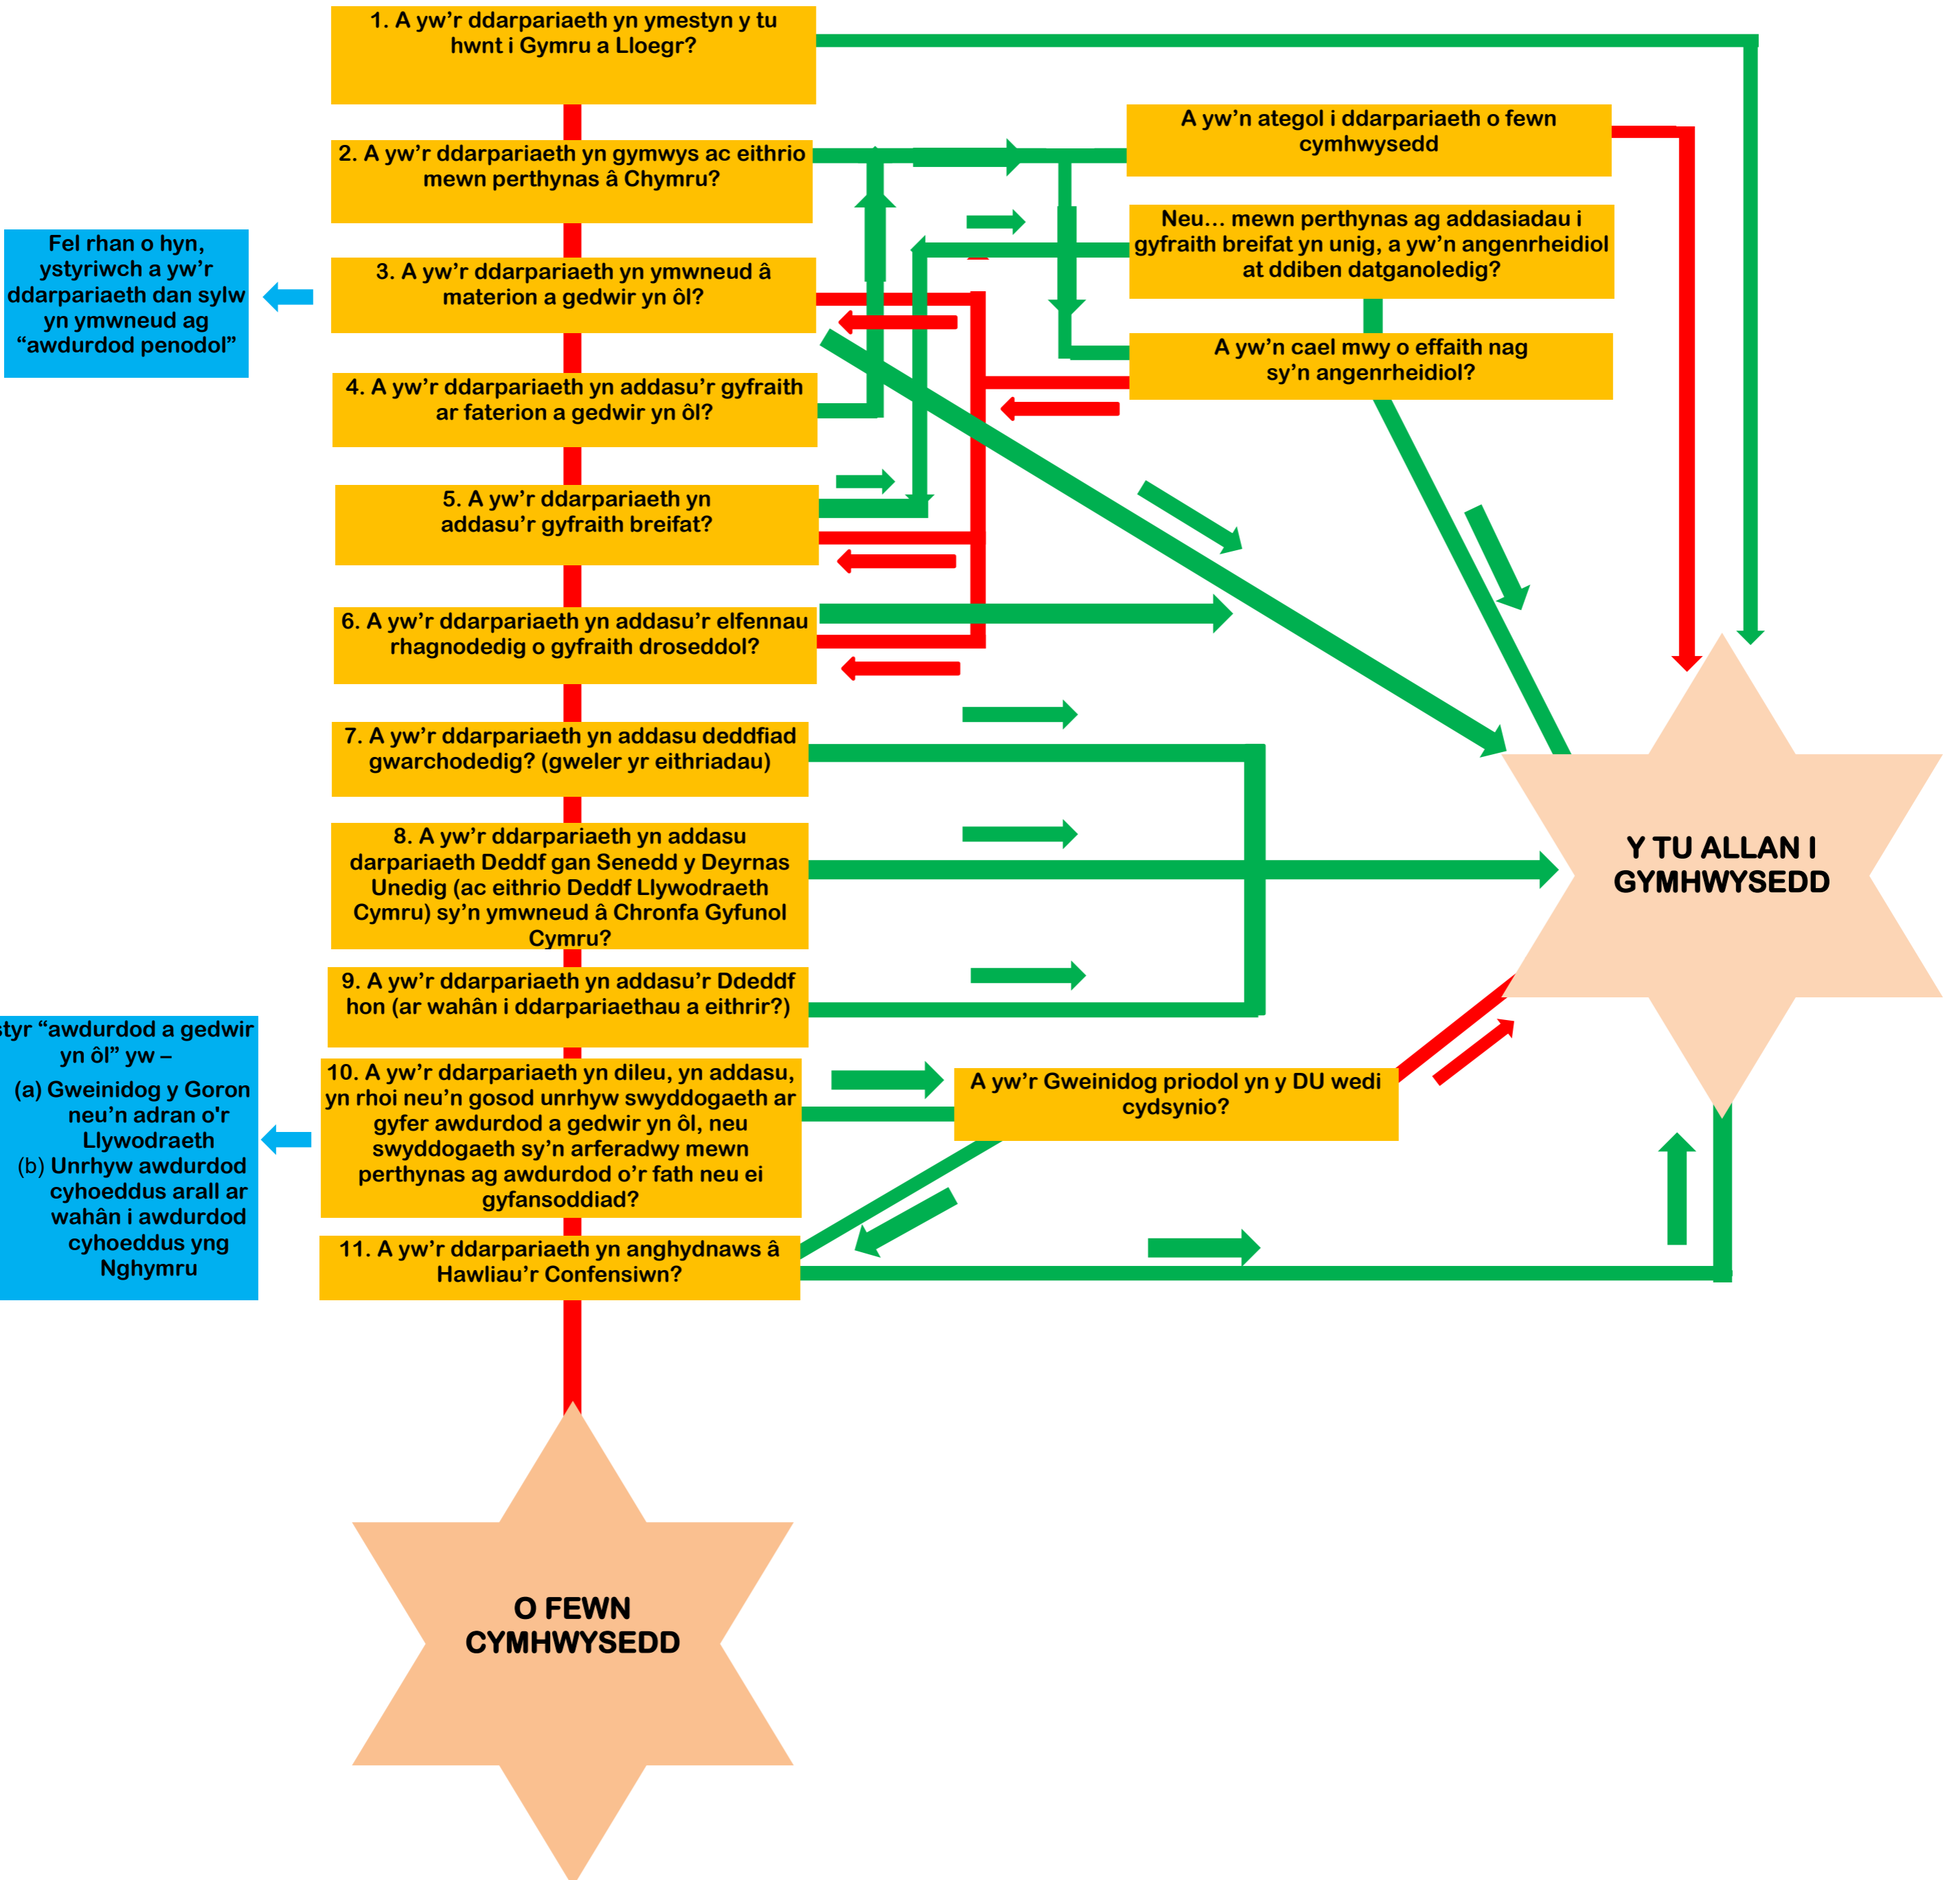 1. A yw’r ddarpariaeth yn ymestyn y tu
hwnt i Gymru a Lloegr?
A yw’n ategol i ddarpariaeth o fewn
cymhwysedd
2. A yw’r ddarpariaeth yn gymwys ac eithrio
mewn perthynas â Chymru?
Neu… mewn perthynas ag addasiadau i
gyfraith breifat yn unig, a yw’n angenrheidiol
at ddiben datganoledig?
Fel rhan o hyn,
ystyriwch a yw’r
ddarpariaeth dan sylw
yn ymwneud ag
“awdurdod penodol”
3. A yw’r ddarpariaeth yn ymwneud â
materion a gedwir yn ôl?
A yw’n cael mwy o effaith nag
sy’n angenrheidiol?
4. A yw’r ddarpariaeth yn addasu’r gyfraith
ar faterion a gedwir yn ôl?
5. A yw’r ddarpariaeth yn
addasu’r gyfraith breifat?
6. A yw’r ddarpariaeth yn addasu’r elfennau
rhagnodedig o gyfraith droseddol?
7. A yw’r ddarpariaeth yn addasu deddfiad
gwarchodedig? (gweler yr eithriadau)
8. A yw’r ddarpariaeth yn addasu
darpariaeth Deddf gan Senedd y Deyrnas
Unedig (ac eithrio Deddf Llywodraeth
Cymru) sy’n ymwneud â Chronfa Gyfunol
Cymru?
Y TU ALLAN I
GYMHWYSEDD
9. A yw’r ddarpariaeth yn addasu’r Ddeddf
hon (ar wahân i ddarpariaethau a eithrir?)
styr “awdurdod a gedwir
yn ôl” yw –
(a) Gweinidog y Goron
neu’n adran o'r
Llywodraeth
(b) Unrhyw awdurdod
cyhoeddus arall ar
wahân i awdurdod
cyhoeddus yng
Nghymru
10. A yw’r ddarpariaeth yn dileu, yn addasu,
yn rhoi neu’n gosod unrhyw swyddogaeth ar
gyfer awdurdod a gedwir yn ôl, neu
swyddogaeth sy’n arferadwy mewn
perthynas ag awdurdod o’r fath neu ei
gyfansoddiad?
A yw’r Gweinidog priodol yn y DU wedi
cydsynio?
11. A yw’r ddarpariaeth yn anghydnaws â
Hawliau’r Confensiwn?
O FEWN
CYMHWYSEDD